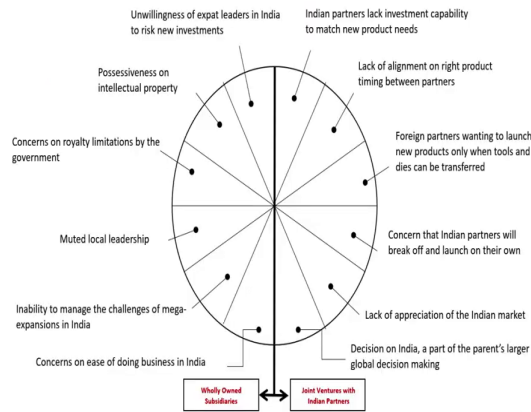 Unwillingness of expat leaders in India
to risk new investments
Indian partners lack investment capability
to match new product needs
Possessiveness on
intellectual property
Lack of alignment on right product
timing between partners
Concerns on royalty limitations by the
government
Foreign partners wanting to launch
new products only when tools and
dies can be transferred
Muted local leadership
Concern that Indian partners will
break off and launch on their own
Inability to manage the challenges of mega-
expansions in India
Lack of appreciation of the Indian market
Concerns on ease of doing business in India
Decision on India, a part of the parent's larger
global decision making
Wholly Owned
Subsidiaries
Joint Ventures with
Indian Partners